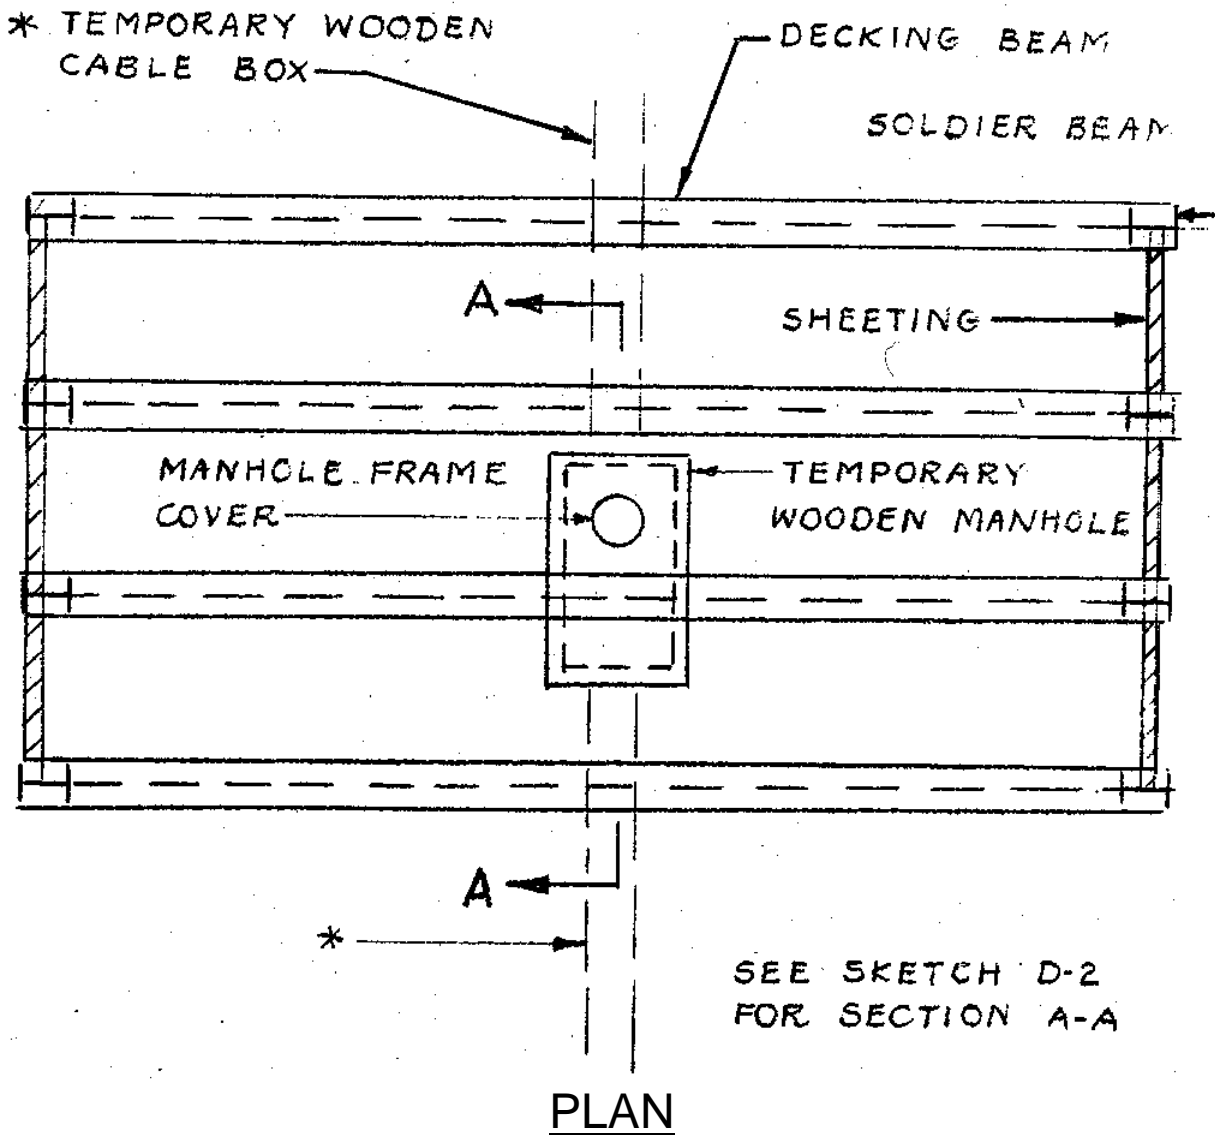 * TEMPORARY WOODEN
CABLE BOX
DECKING BEAM
SOLDIER BEAM
A
SHEETING
MANHOLE FRAME
COVER
TEMPORARY
WOODEN MANHOLE
A
*
SEE SKETCH D-2
FOR SECTION A-A
PLAN